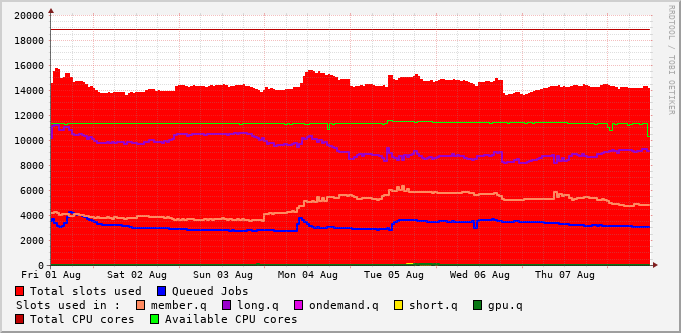 20000
18000
16000
14000
12000
10000
8000
6000
4000
2000
0
Fri 01 Aug Sat 02 Aug Sun 03 Aug Mon 04 Aug Tue 05 Aug Wed 06 Aug Thu 07 Aug
Total slots used Queued Jobs
Slots used in : member.q long.q ondemand.q short.q gpu.q
Total CPU cores Available CPU cores
RRDTOOL / TOBI OETIKER